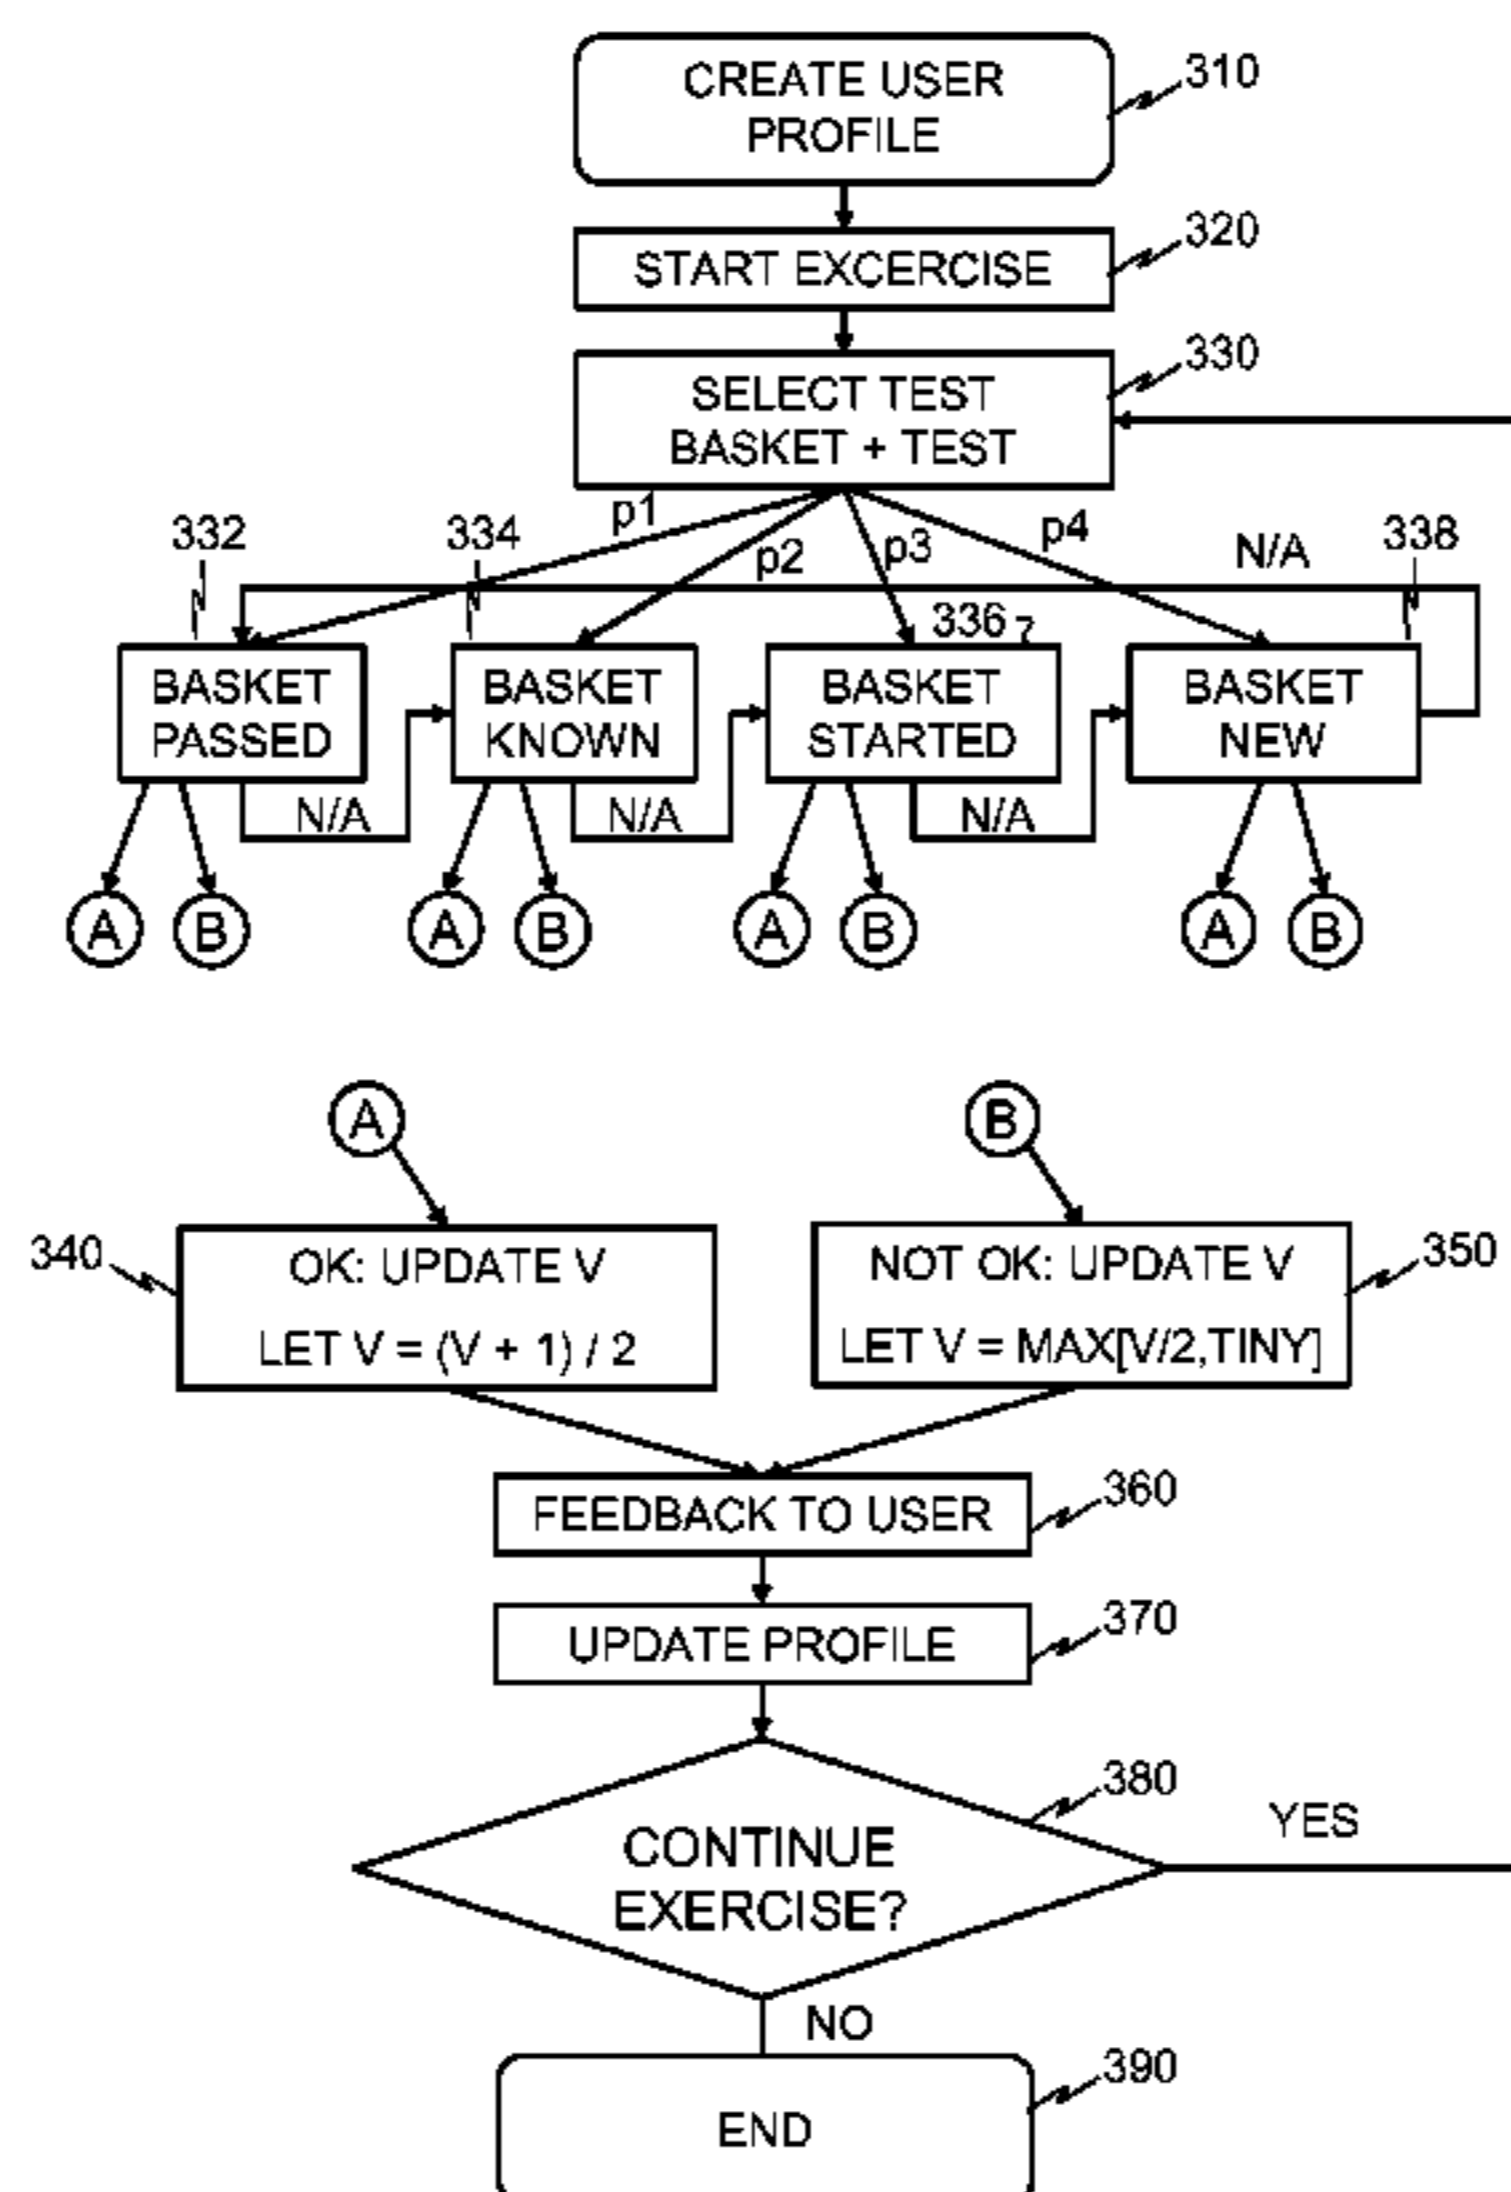 CREATE USER
PROFILE
310
START EXCERCISE
320
SELECT TEST
BASKET + TEST
330
p1
p2
p3
p4
N/A
332
334
336
338
BASKET
PASSED
BASKET
KNOWN
BASKET
STARTED
BASKET
NEW
N/A
N/A
N/A
A
B
A
B
A
B
A
B
A
B
340
OK: UPDATE V
LET V = (V + 1) / 2
NOT OK: UPDATE V
LET V = MAX[V/2,TINY]
350
FEEDBACK TO USER
360
UPDATE PROFILE
370
CONTINUE
EXERCISE?
380
YES
NO
END
390